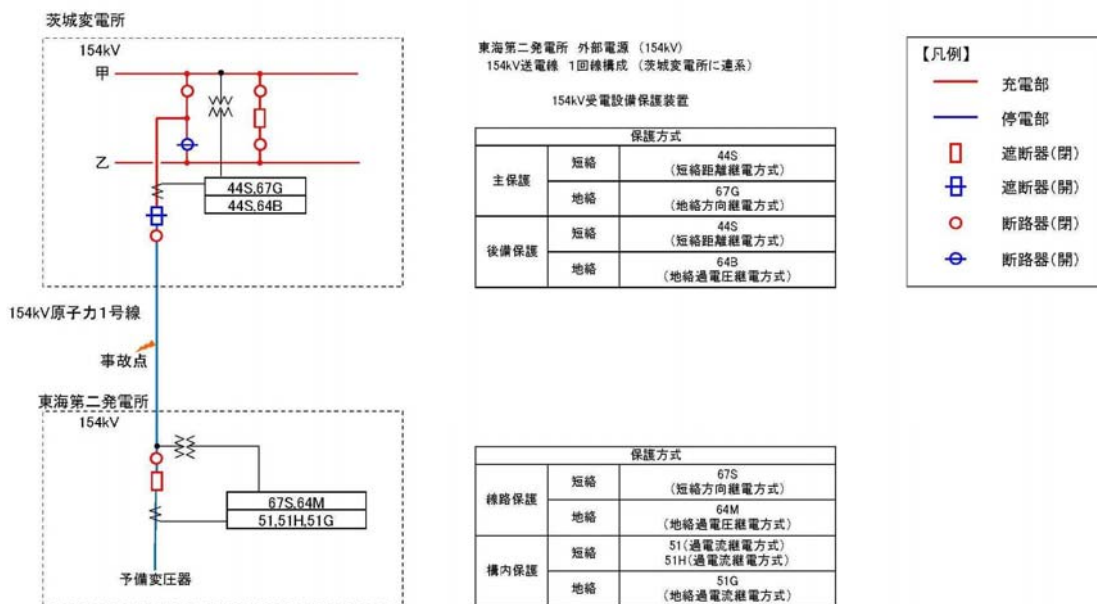 茨城変電所
154kV
甲
乙
44S,67G
44S,64B
154kV原子力1号線
事故点
東海第二発電所
154kV
67S,64M
51,51H,51G
予備変圧器
東海第二発電所 外部電源 (154kV)
154kV送電線 1回線構成 (茨城変電所に連系)
154kV受電設備保護装置
保護方式
主保護
短絡
44S
(短絡距離継電方式)
地絡
67G
(地絡方向継電方式)
後備保護
短絡
44S
(短絡距離継電方式)
地絡
64B
(地絡過電圧継電方式)
保護方式
線路保護
短絡
67S
(短絡方向継電方式)
地絡
64M
(地絡過電圧継電方式)
構内保護
短絡
51(過電流継電方式)
51H(過電流継電方式)
地絡
51G
(地絡過電流継電方式)
【凡例】
充電部
停電部
遮断器(閉)
遮断器(開)
断路器(閉)
断路器(開)